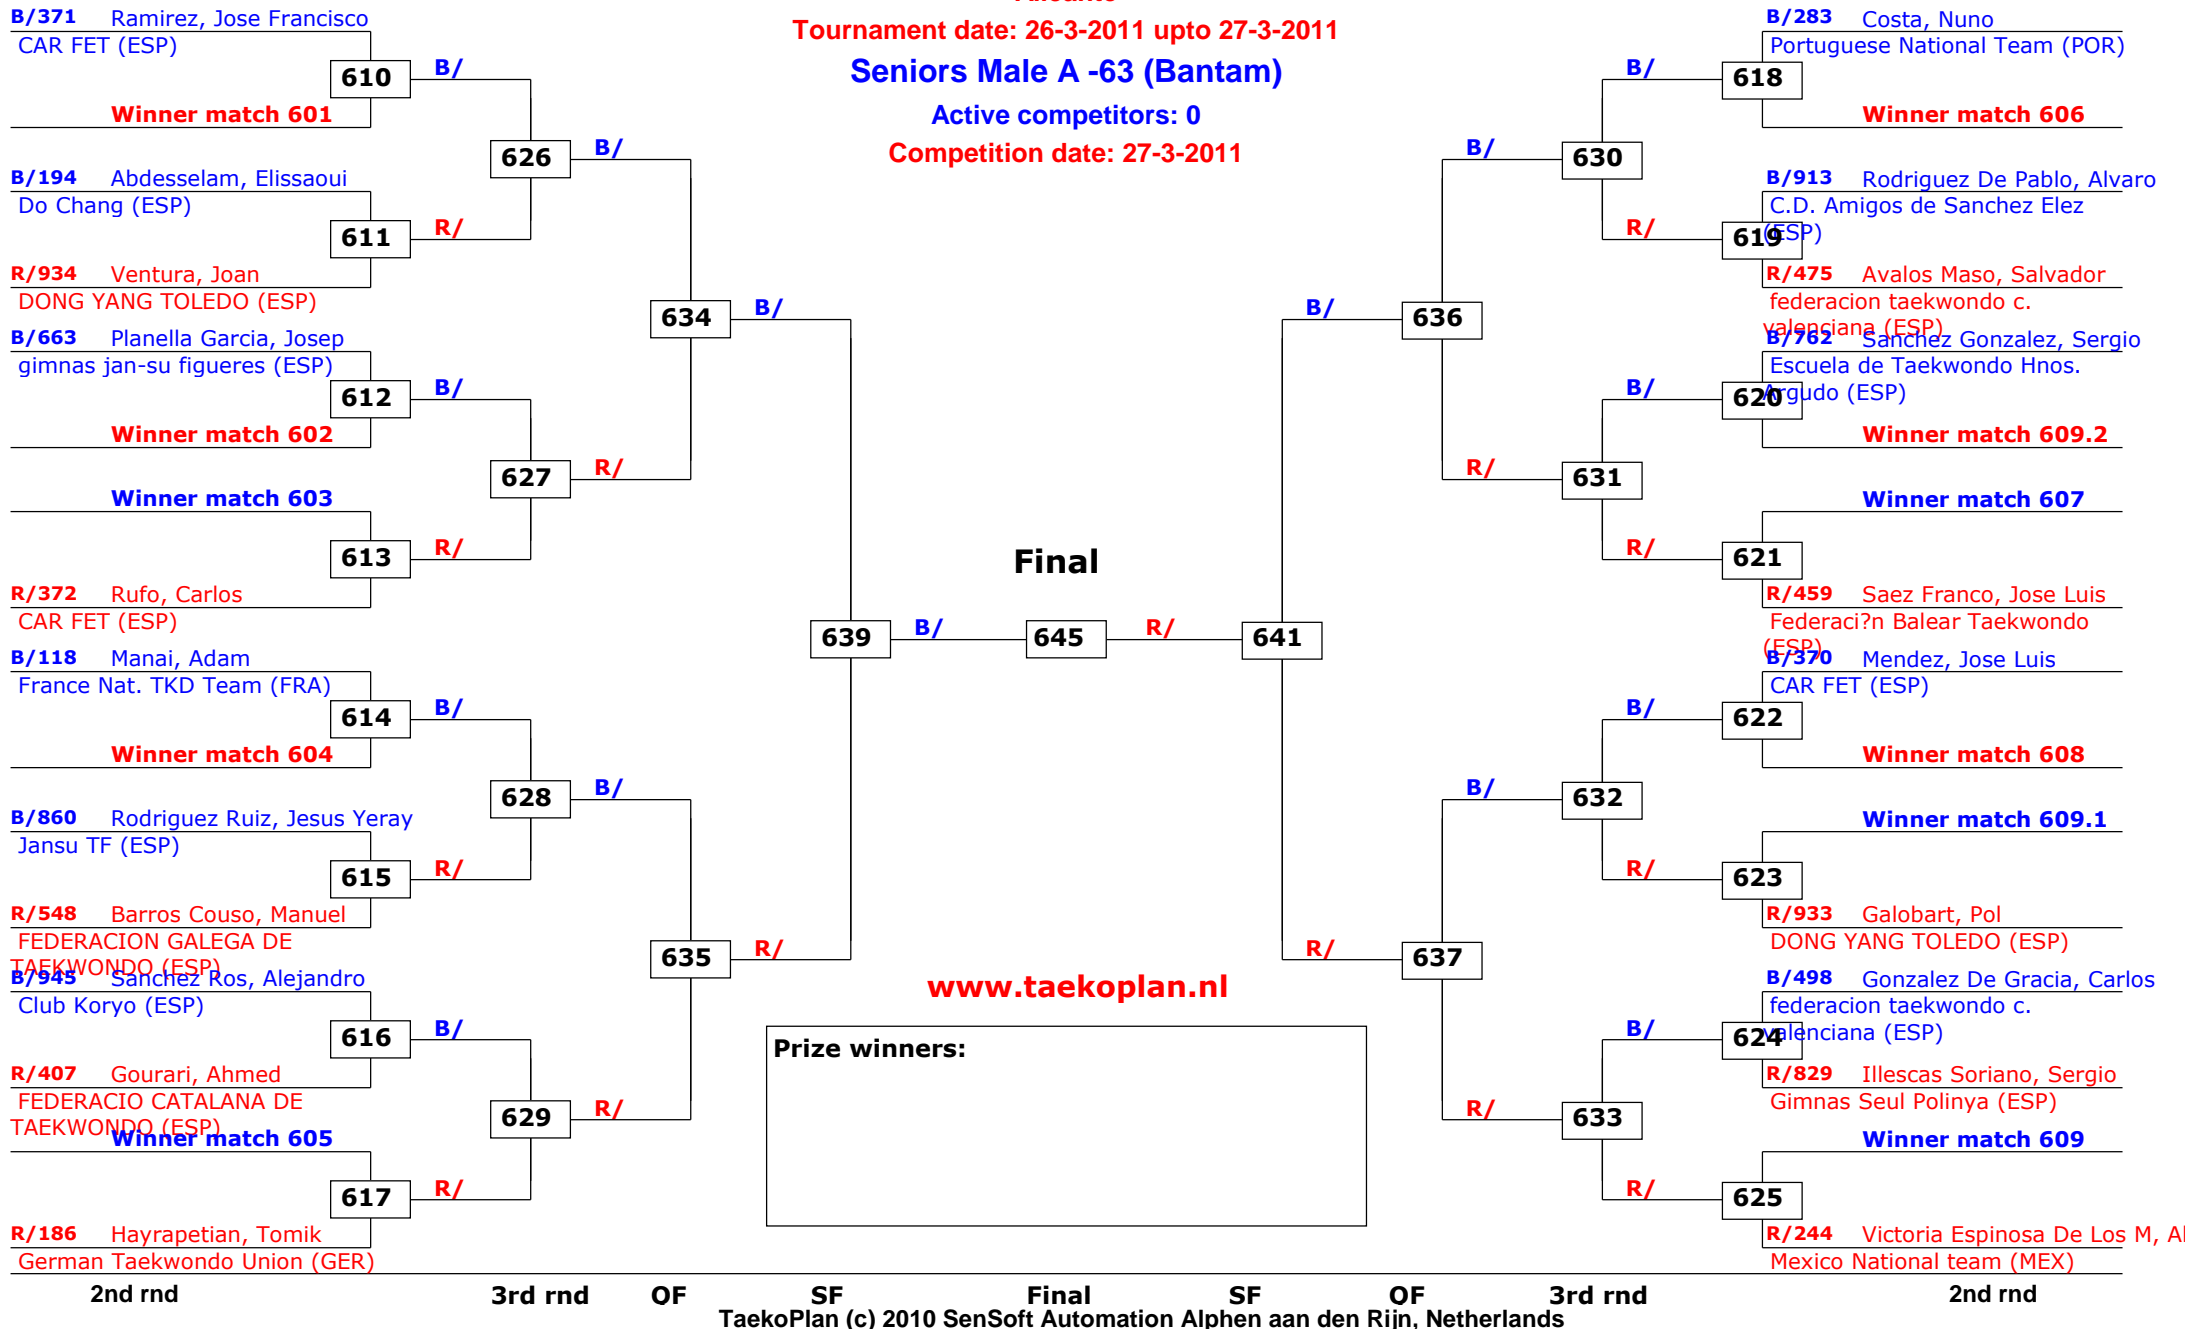 Alicante
Tournament date: 26-3-2011 upto 27-3-2011
Seniors Male A -63 (Bantam)
Active competitors: 0
Competition date: 27-3-2011
B/371 Ramirez, Jose Francisco
CAR FET (ESP)
610
B/
Winner match 601
626
B/
B/194 Abdesselam, Elissaoui
Do Chang (ESP)
611
R/
R/934 Ventura, Joan
DONG YANG TOLEDO (ESP)
634
B/
B/663 Planella Garcia, Josep
gimnas jan-su figueres (ESP)
612
B/
Winner match 602
627
R/
Winner match 603
613
R/
R/372 Rufo, Carlos
CAR FET (ESP)
639
B/
B/118 Manai, Adam
France Nat. TKD Team (FRA)
614
B/
Winner match 604
628
B/
B/860 Rodriguez Ruiz, Jesus Yeray
Jansu TF (ESP)
615
R/
R/548 Barros Couso, Manuel
FEDERACION GALEGA DE
TAEKWONDO (ESP)
635
R/
B/945 Sanchez Ros, Alejandro
Club Koryo (ESP)
616
B/
R/407 Gourari, Ahmed
FEDERACIO CATALANA DE
TAEKWONDO (ESP)
629
R/
Winner match 605
617
R/
R/186 Hayrapetian, Tomik
German Taekwondo Union (GER)
Final
645
R/
641
www.taekoplan.nl
Prize winners:
B/283 Costa, Nuno
Portuguese National Team (POR)
B/
618
Winner match 606
B/
630
B/913 Rodriguez De Pablo, Alvaro
C.D. Amigos de Sanchez Elez
(ESP)
R/
619
R/475 Avalos Maso, Salvador
federacion taekwondo c.
valenciana (ESP)
B/
636
B/762 Sanchez Gonzalez, Sergio
Escuela de Taekwondo Hnos.
Argudo (ESP)
B/
620
Winner match 609.2
R/
631
Winner match 607
R/
621
R/459 Saez Franco, Jose Luis
Federaci?n Balear Taekwondo
(ESP)
B/370 Mendez, Jose Luis
CAR FET (ESP)
B/
622
Winner match 608
B/
632
Winner match 609.1
R/
623
R/933 Galobart, Pol
DONG YANG TOLEDO (ESP)
R/
637
B/498 Gonzalez De Gracia, Carlos
federacion taekwondo c.
valenciana (ESP)
B/
624
R/829 Illescas Soriano, Sergio
Gimnas Seul Polinya (ESP)
R/
633
Winner match 609
R/
625
R/244 Victoria Espinosa De Los M, Al
Mexico National team (MEX)
2nd rnd 3rd rnd QF SF Final SF QF 3rd rnd 2nd rnd
TaekoPlan (c) 2010 SenSoft Automation Alphen aan den Rijn, Netherlands